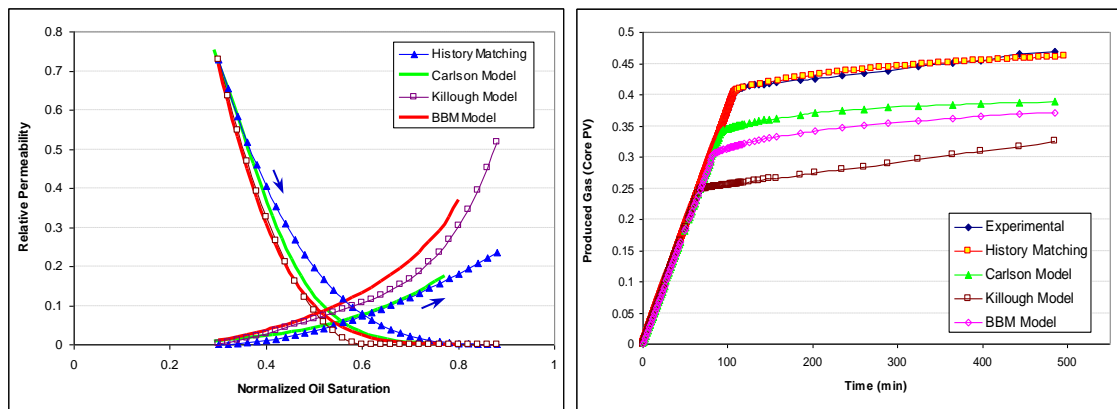 0.8
0.7
0.6
0.5
0.4
0.3
0.2
0.1
0
Relative Permeability
History Matching
Carlson Model
Killough Model
BBM Model
0 0.2 0.4 0.6 0.8 1
Normalized Oil Saturation
0.5
0.45
0.4
0.35
0.3
0.25
0.2
0.15
0.1
0.05
0
Produced Gas (Core PV)
Experimental
History Matching
Carlson Model
Killough Model
BBM Model
0 100 200 300 400 500
Time (min)